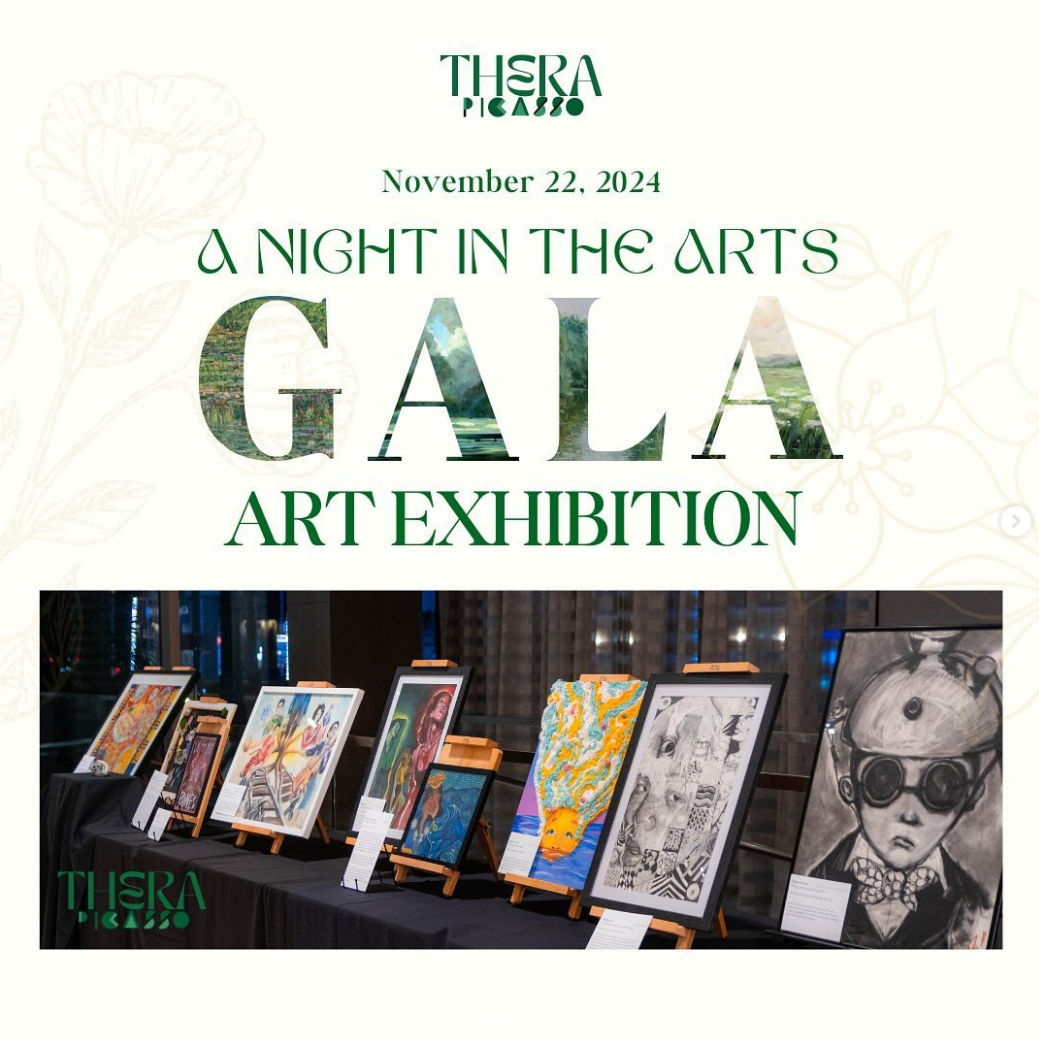 THERA
PICASSO
November 22, 2024
A NIGHT IN THE ARTS
GALA
ART EXHIBITION
THERA
PICASSO